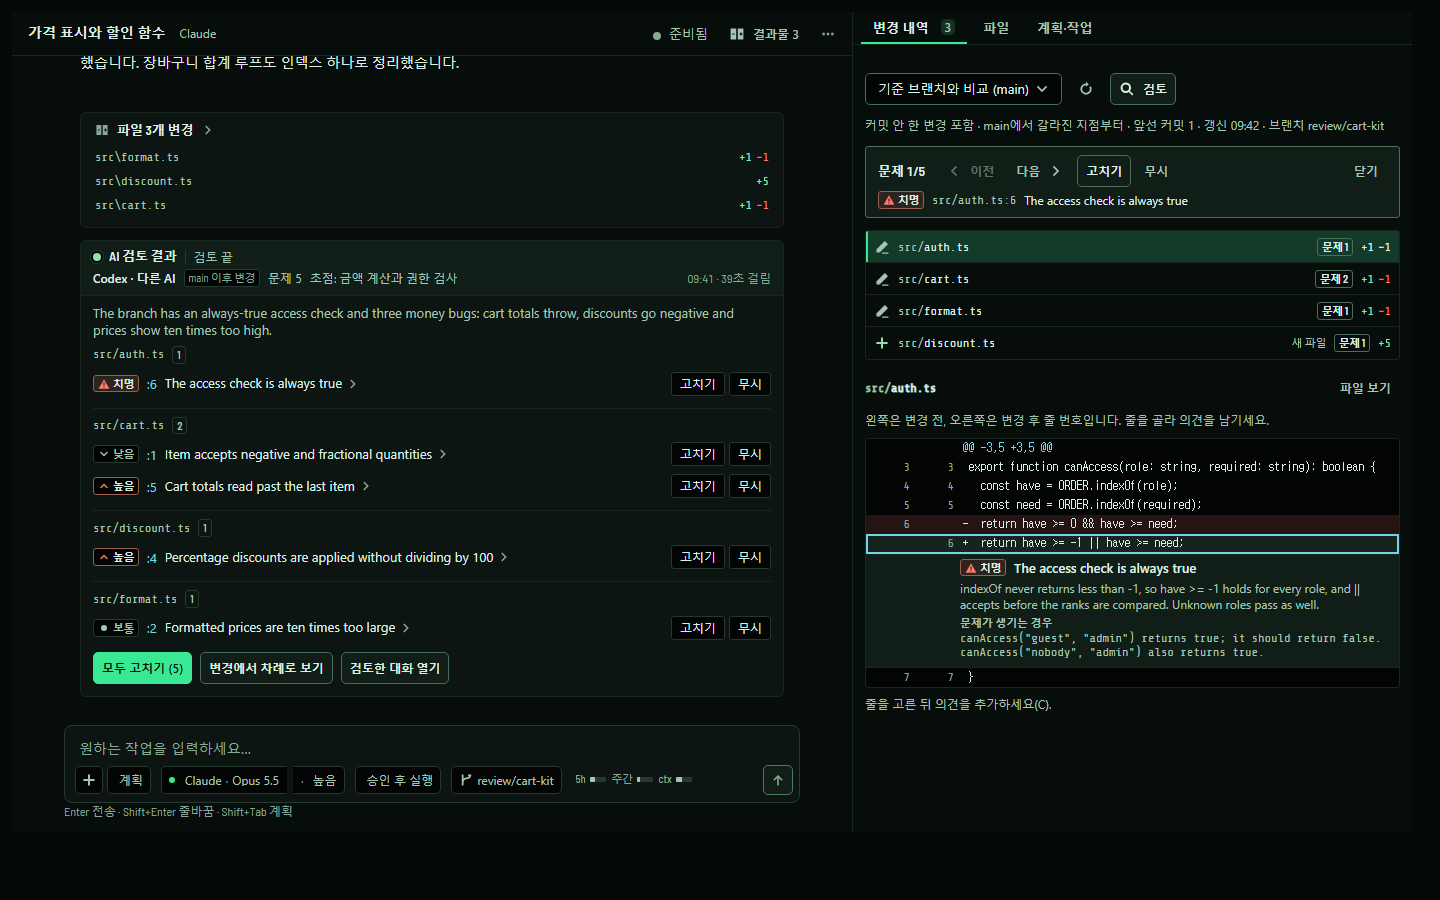 가격 표시와 할인 함수 Claude
준비됨 결과물 3 ···
했습니다. 장바구니 합계 루프도 인덱스 하나로 정리했습니다.
파일 3개 변경 >
src\format.ts +1 -1
src\discount.ts +5
src\cart.ts +1 -1
AI 검토 결과 검토 끝
Codex · 다른 AI main 이후 변경 문제 5 초점: 금액 계산과 권한 검사 09:41 · 39초 걸림
The branch has an always-true access check and three money bugs: cart totals throw, discounts go negative and
prices show ten times too high.
src/auth.ts 1
치명 :6 The access check is always true > 고치기 무시
src/cart.ts 2
낮음 :1 Item accepts negative and fractional quantities > 고치기 무시
높음 :5 Cart totals read past the last item > 고치기 무시
src/discount.ts 1
높음 :4 Percentage discounts are applied without dividing by 100 > 고치기 무시
src/format.ts 1
보통 :2 Formatted prices are ten times too large > 고치기 무시
모두 고치기 (5) 변경에서 차례로 보기 검토한 대화 열기
원하는 작업을 입력하세요...
+ 계획 Claude · Opus 5.5 · 높음 승인 후 실행 review/cart-kit 5h 주간 ctx
Enter 전송 · Shift+Enter 줄바꿈 · Shift+Tab 계획
변경 내역 3 파일 계획·작업
기준 브랜치와 비교 (main) 검토
커밋 안 한 변경 포함 · main에서 갈라진 지점부터 · 앞선 커밋 1 · 갱신 09:42 · 브랜치 review/cart-kit
문제 1/5 < 이전 다음 > 고치기 무시 닫기
치명 src/auth.ts:6 The access check is always true
src/auth.ts 문제 1 +1 -1
src/cart.ts 문제 2 +1 -1
src/format.ts 문제 1 +1 -1
+ src/discount.ts 새 파일 문제 1 +5
src/auth.ts 파일 보기
왼쪽은 변경 전, 오른쪽은 변경 후 줄 번호입니다. 줄을 골라 의견을 남기세요.
@@ -3,5 +3,5 @@
3 3 export function canAccess(role: string, required: string): boolean {
4 4 const have = ORDER.indexOf(role);
5 5 const need = ORDER.indexOf(required);
6 - return have >= 0 && have >= need;
6 + return have >= -1 || have >= need;
치명 The access check is always true
indexOf never returns less than -1, so have >= -1 holds for every role, and ||
accepts before the ranks are compared. Unknown roles pass as well.
문제가 생기는 경우
canAccess("guest", "admin") returns true; it should return false.
canAccess("nobody", "admin") also returns true.
7 7 }
줄을 고른 뒤 의견을 추가하세요(C).